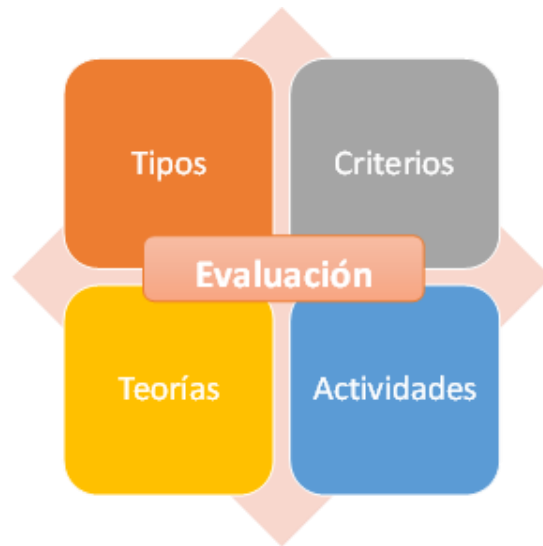 Tipos
Criterios
Evaluación
Teorías
Actividades